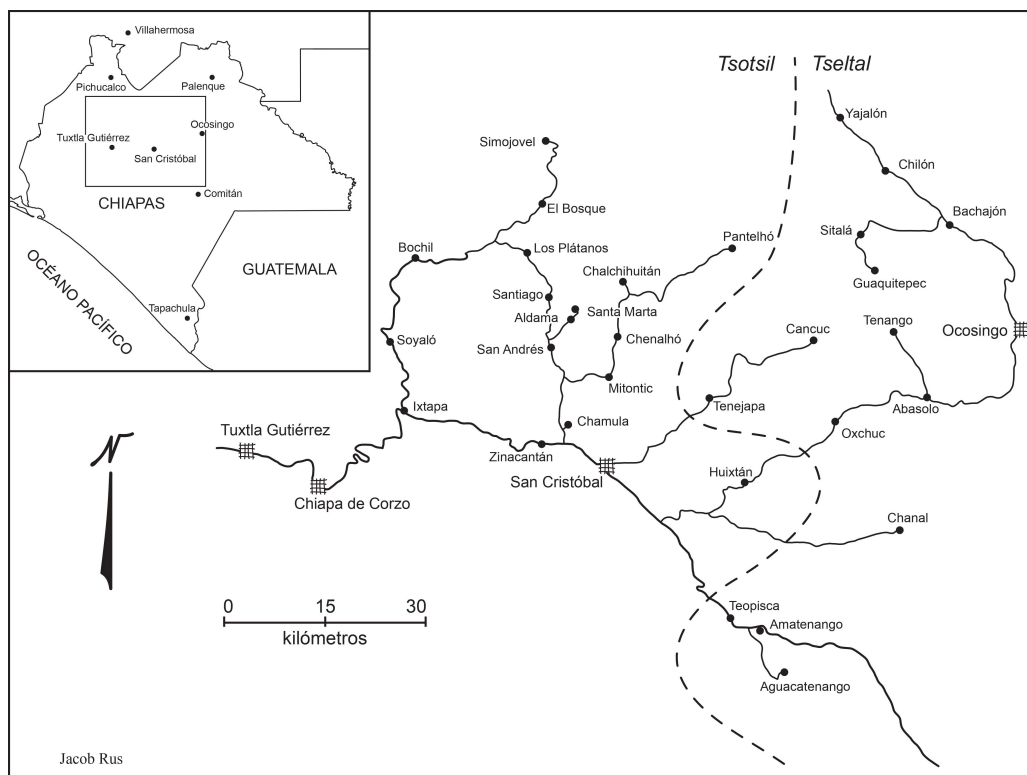 Villahermosa
Pichucalco
Palenque
Ocosingo
Tuxtla Gutiérrez
San Cristóbal
Comitán
CHIAPAS
GUATEMALA
OCÉANO PACÍFICO
Tapachula
Tsotsil
Tseltal
Yajalón
Simojovel
Chilón
El Bosque
Bachajón
Sitalá
Pantelhó
Bochil
Los Plátanos
Chalchihuitán
Guaquitepec
Santiago
Santa Marta
Aldama
Tenango
Ocosingo
Cancuc
Soyaló
San Andrés
Chenalhó
Mitontic
Ixtapa
Tenejapa
Abasolo
Chamula
Oxchuc
Tuxtla Gutiérrez
Zinacantán
Huixtán
San Cristóbal
Chiapa de Corzo
Chanal
0 15 30
kilómetros
Teopisca
Amatenango
Aguacatenango
Jacob Rus